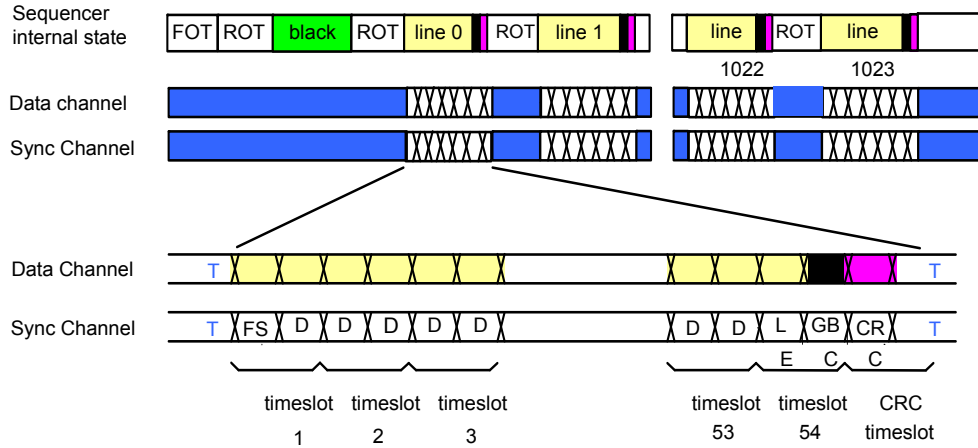 Sequencer
internal state
FOT ROT black ROT line 0 ROT line 1 line ROT line
1022 1023
Data channel
Sync Channel
Data Channel T T
Sync Channel T FS D D D D D D D L GB CR T
E C C
timeslot timeslot timeslot timeslot timeslot CRC
1 2 3 53 54 timeslot